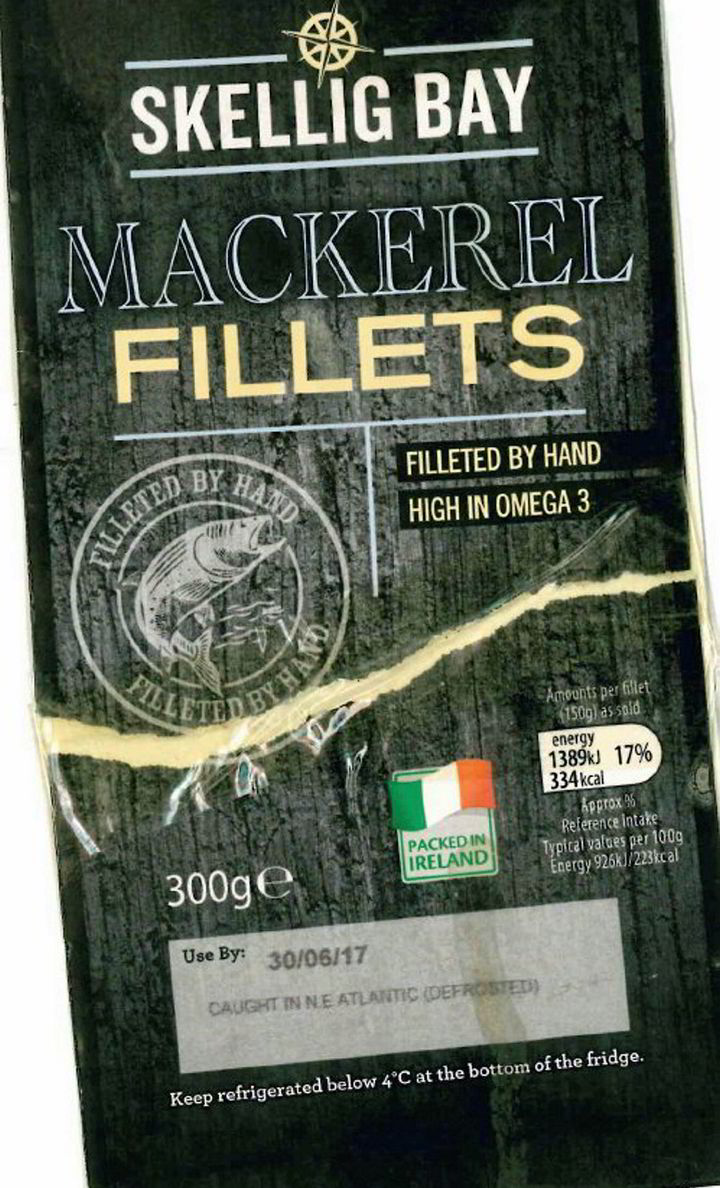 SKELLIG BAY
MACKEREL
FILLETS
FILLETED BY HAND
HIGH IN OMEGA 3
FILLETED BY HAND
FILLETED BY HAND
Amounts per fillet
(150g) as sold
energy
1389kJ 17%
334kcal
Approx %
Reference Intake
Typical values per 100g
Energy 926kJ/223kcal
PACKED IN
IRELAND
300g℮
Use By: 30/06/17
CAUGHT IN N.E ATLANTIC (DEFROSTED)
Keep refrigerated below 4°C at the bottom of the fridge.